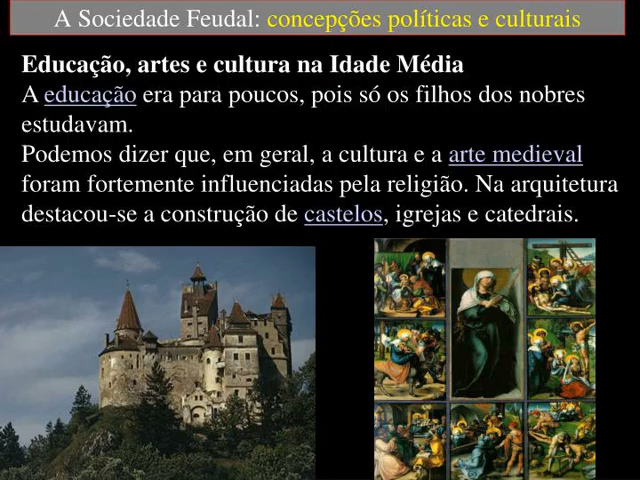 A Sociedade Feudal: concepções políticas e culturais
Educação, artes e cultura na Idade Média
A educação era para poucos, pois só os filhos dos nobres
estudavam.
Podemos dizer que, em geral, a cultura e a arte medieval
foram fortemente influenciadas pela religião. Na arquitetura
destacou-se a construção de castelos, igrejas e catedrais.